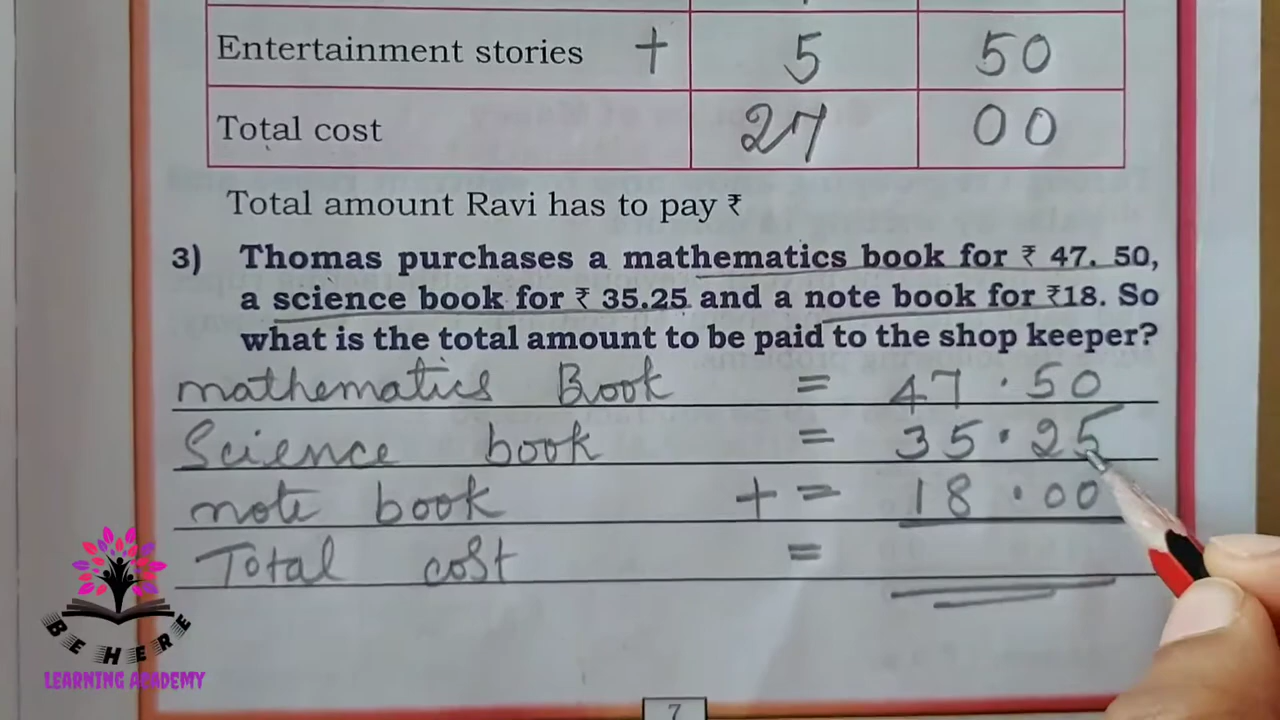 Entertainment stories + 5 50
Total cost 27 00
Total amount Ravi has to pay ₹
3) Thomas purchases a mathematics book for ₹ 47. 50,
a science book for ₹ 35.25 and a note book for ₹18. So
what is the total amount to be paid to the shop keeper?
mathematics Book = 47.50
Science book = 35.25
note book + = 18.00
Total cost =
BE HERE
LEARNING ACADEMY
7